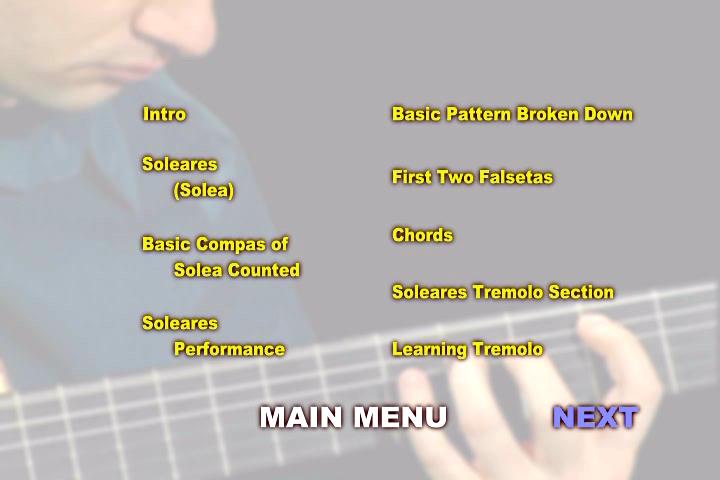 Intro
Soleares
(Solea)
Basic Compas of
Solea Counted
Soleares
Performance
Basic Pattern Broken Down
First Two Falsetas
Chords
Soleares Tremolo Section
Learning Tremolo
MAIN MENU
NEXT